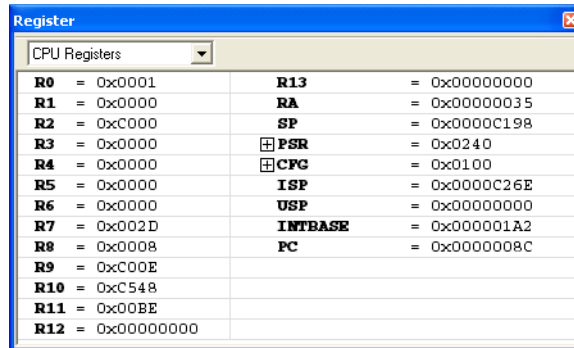 Register
CPU Registers
R0 = 0x0001 R13 = 0x00000000
R1 = 0x0000 RA = 0x00000035
R2 = 0xC000 SP = 0x0000C198
R3 = 0x0000 PSR = 0x0240
R4 = 0x0000 CFG = 0x0100
R5 = 0x0000 ISP = 0x0000C26E
R6 = 0x0000 USP = 0x00000000
R7 = 0x002D INTBASE = 0x000001A2
R8 = 0x0008 PC = 0x0000008C
R9 = 0xC00E
R10 = 0xC548
R11 = 0x00BE
R12 = 0x00000000